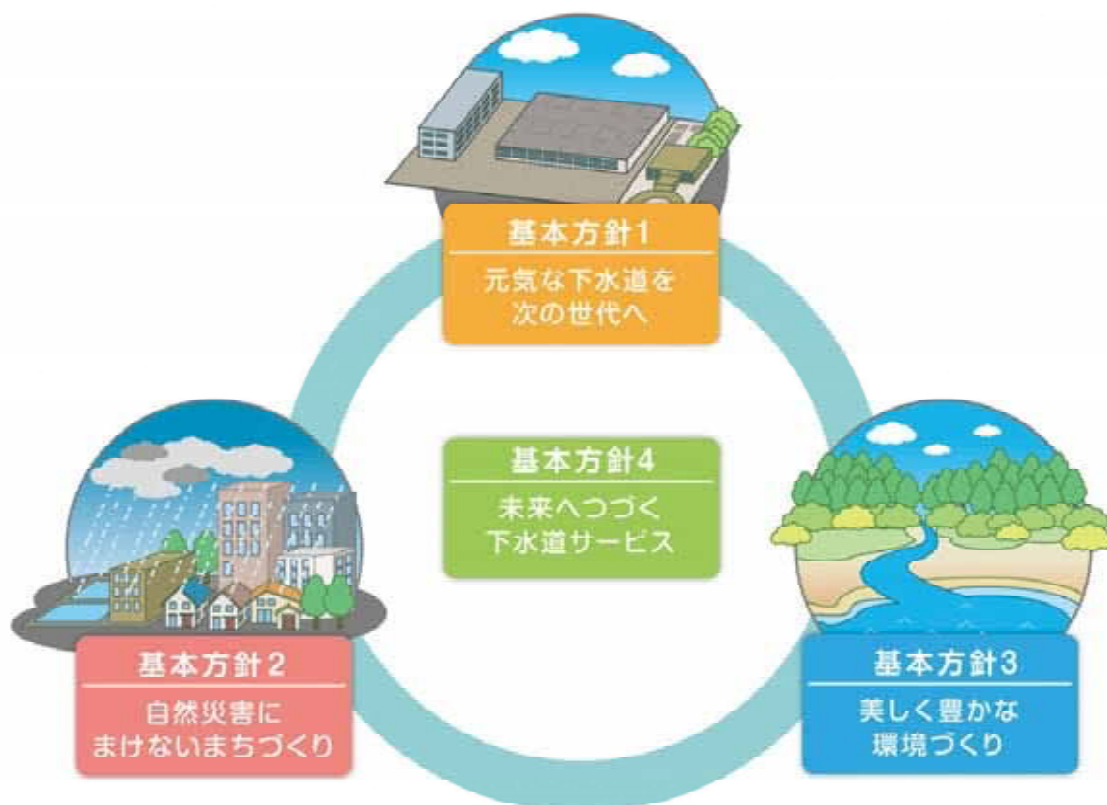 基本方針1
元気な下水道を
次の世代へ
基本方針4
未来へつづく
下水道サービス
基本方針2
自然災害に
まけないまちづくり
基本方針3
美しく豊かな
環境づくり